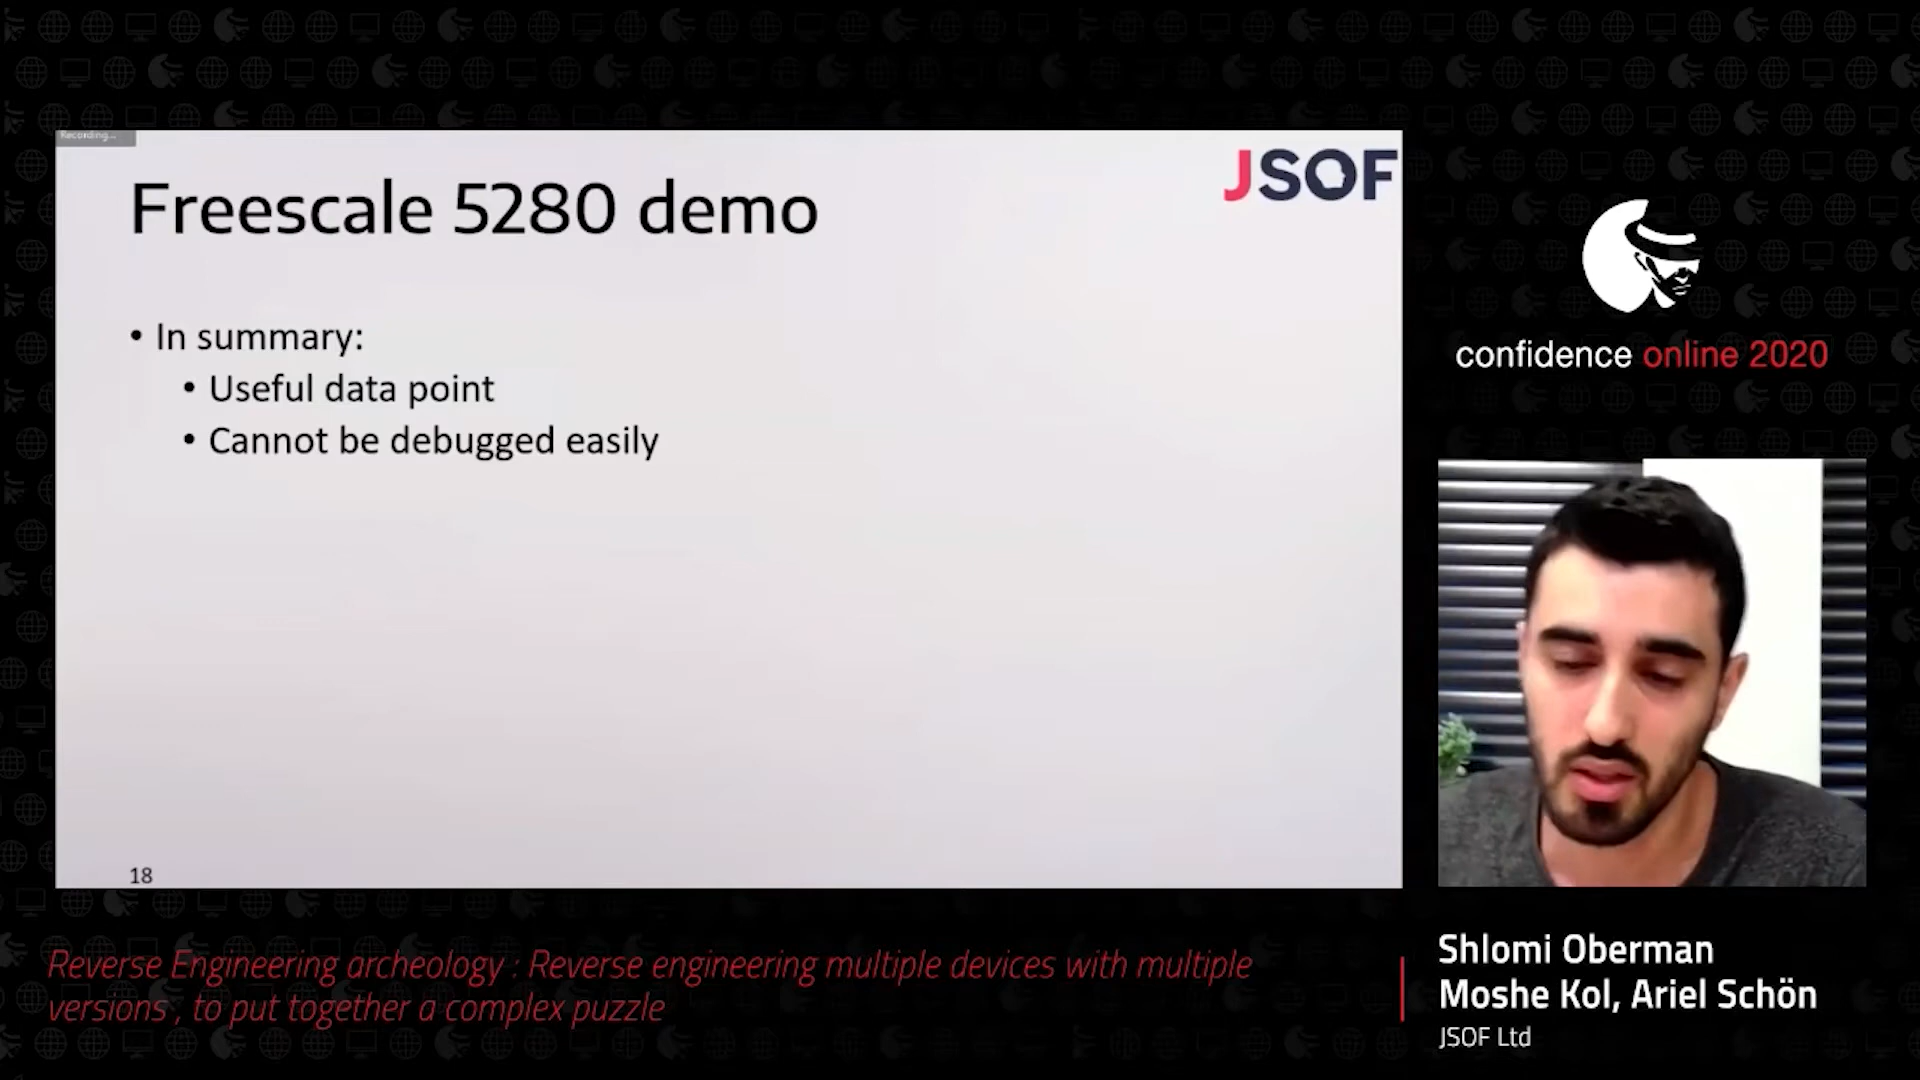 Recording...
JSOF
Freescale 5280 demo
• In summary:
• Useful data point
• Cannot be debugged easily
18
confidence online 2020
Reverse Engineering archeology : Reverse engineering multiple devices with multiple
versions , to put together a complex puzzle
Shlomi Oberman
Moshe Kol, Ariel Schön
JSOF Ltd